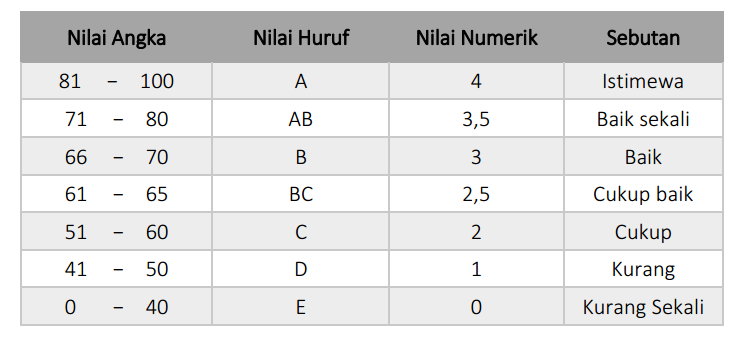 Nilai Angka Nilai Huruf Nilai Numerik Sebutan
81 – 100 A 4 Istimewa
71 – 80 AB 3,5 Baik sekali
66 – 70 B 3 Baik
61 – 65 BC 2,5 Cukup baik
51 – 60 C 2 Cukup
41 – 50 D 1 Kurang
0 – 40 E 0 Kurang Sekali